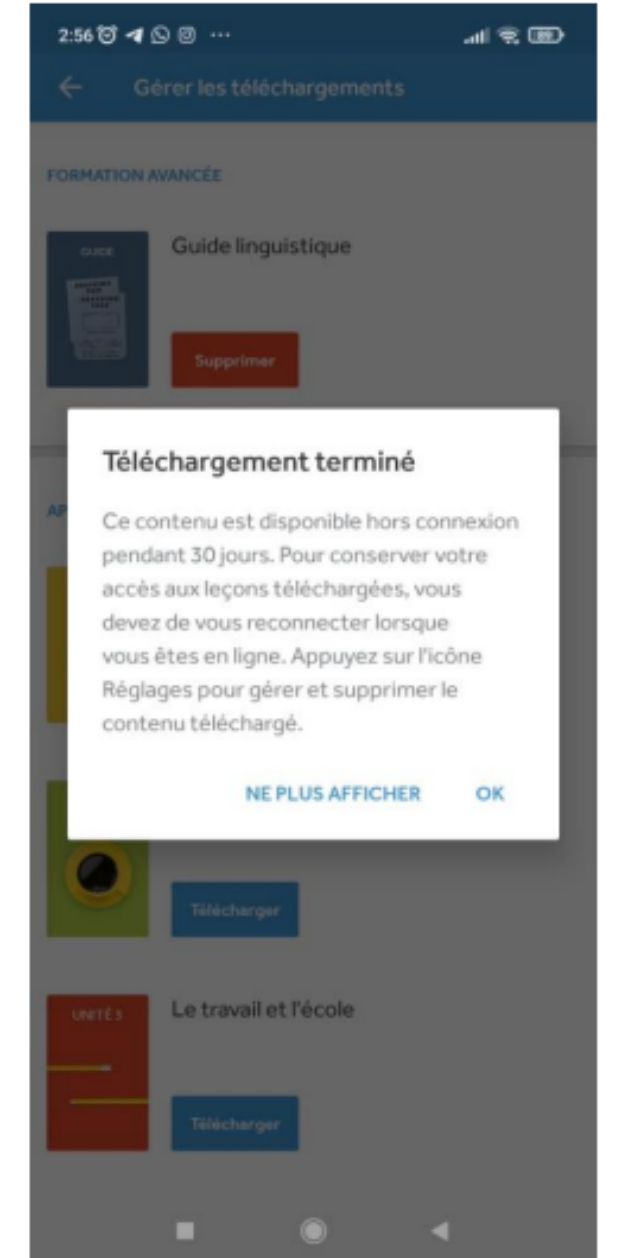 2:56
Gérer les téléchargements
FORMATION AVANCÉE
GUIDE
Guide linguistique
Supprimer
Téléchargement terminé
AP
Ce contenu est disponible hors connexion
pendant 30 jours. Pour conserver votre
accès aux leçons téléchargées, vous
devez de vous reconnecter lorsque
vous êtes en ligne. Appuyez sur l'icône
Réglages pour gérer et supprimer le
contenu téléchargé.
NE PLUS AFFICHER OK
Télécharger
UNITÉ 3
Le travail et l'école
Télécharger